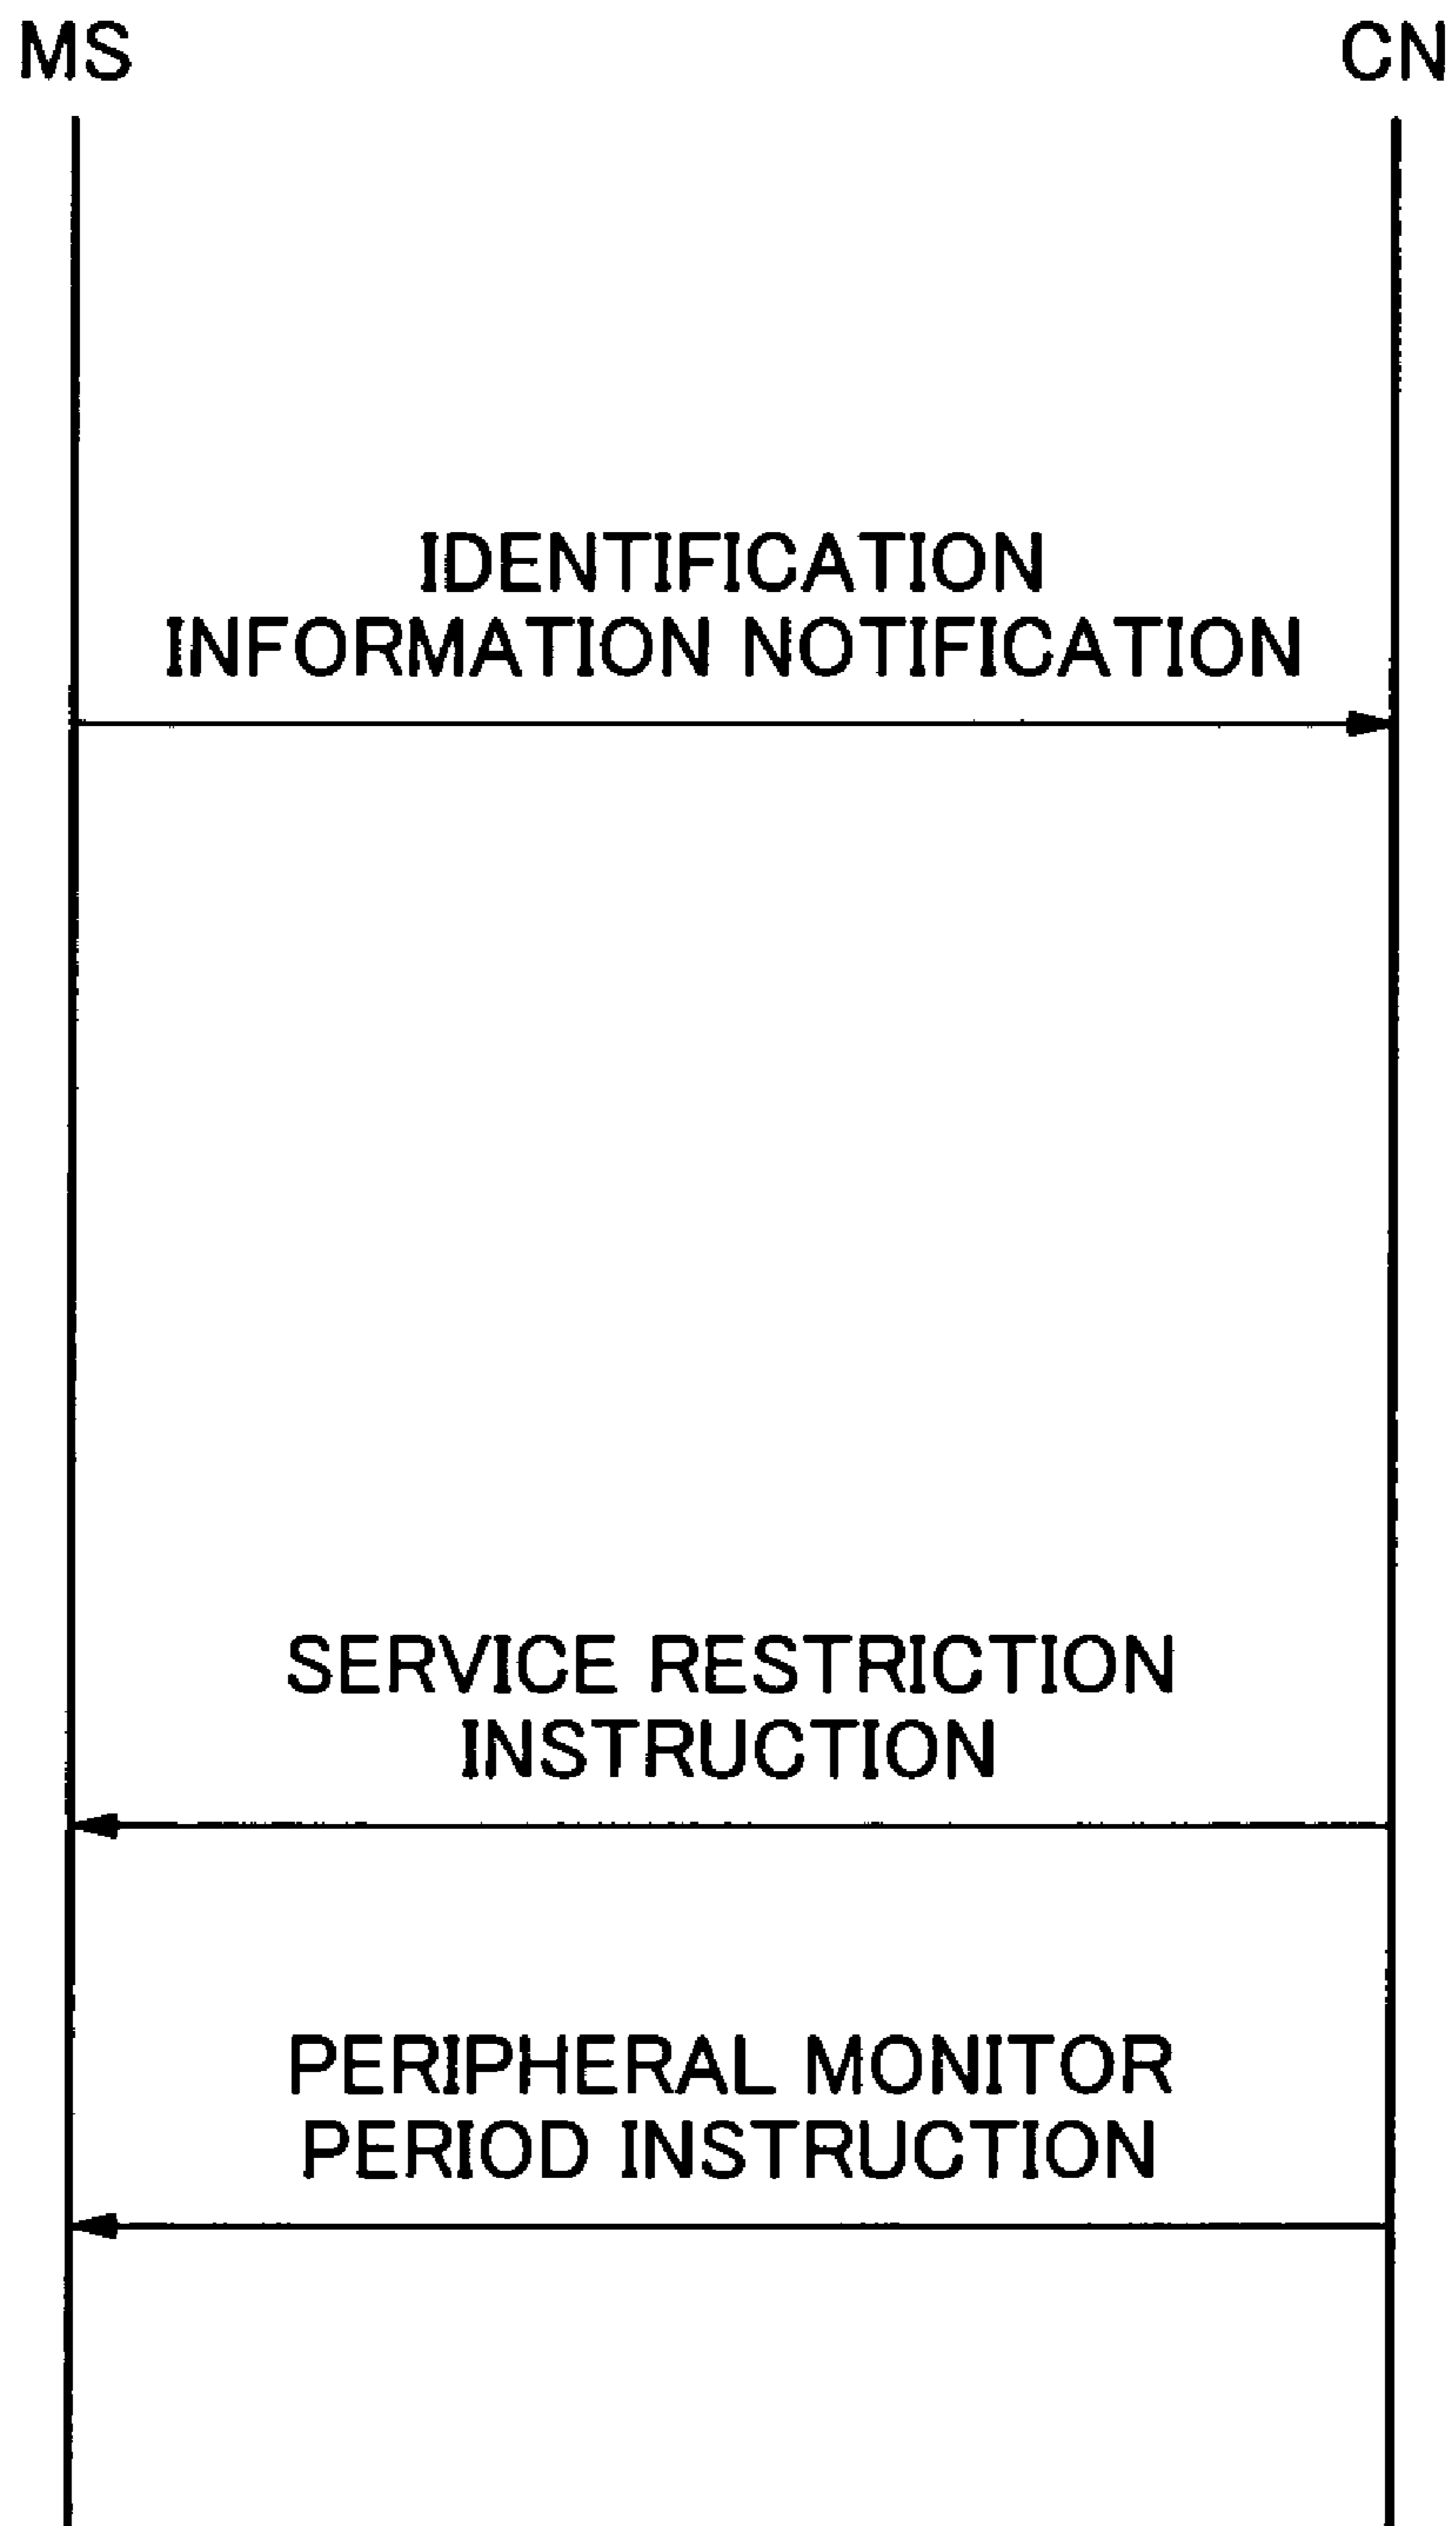 MS
CN
IDENTIFICATION
INFORMATION NOTIFICATION
SERVICE RESTRICTION
INSTRUCTION
PERIPHERAL MONITOR
PERIOD INSTRUCTION